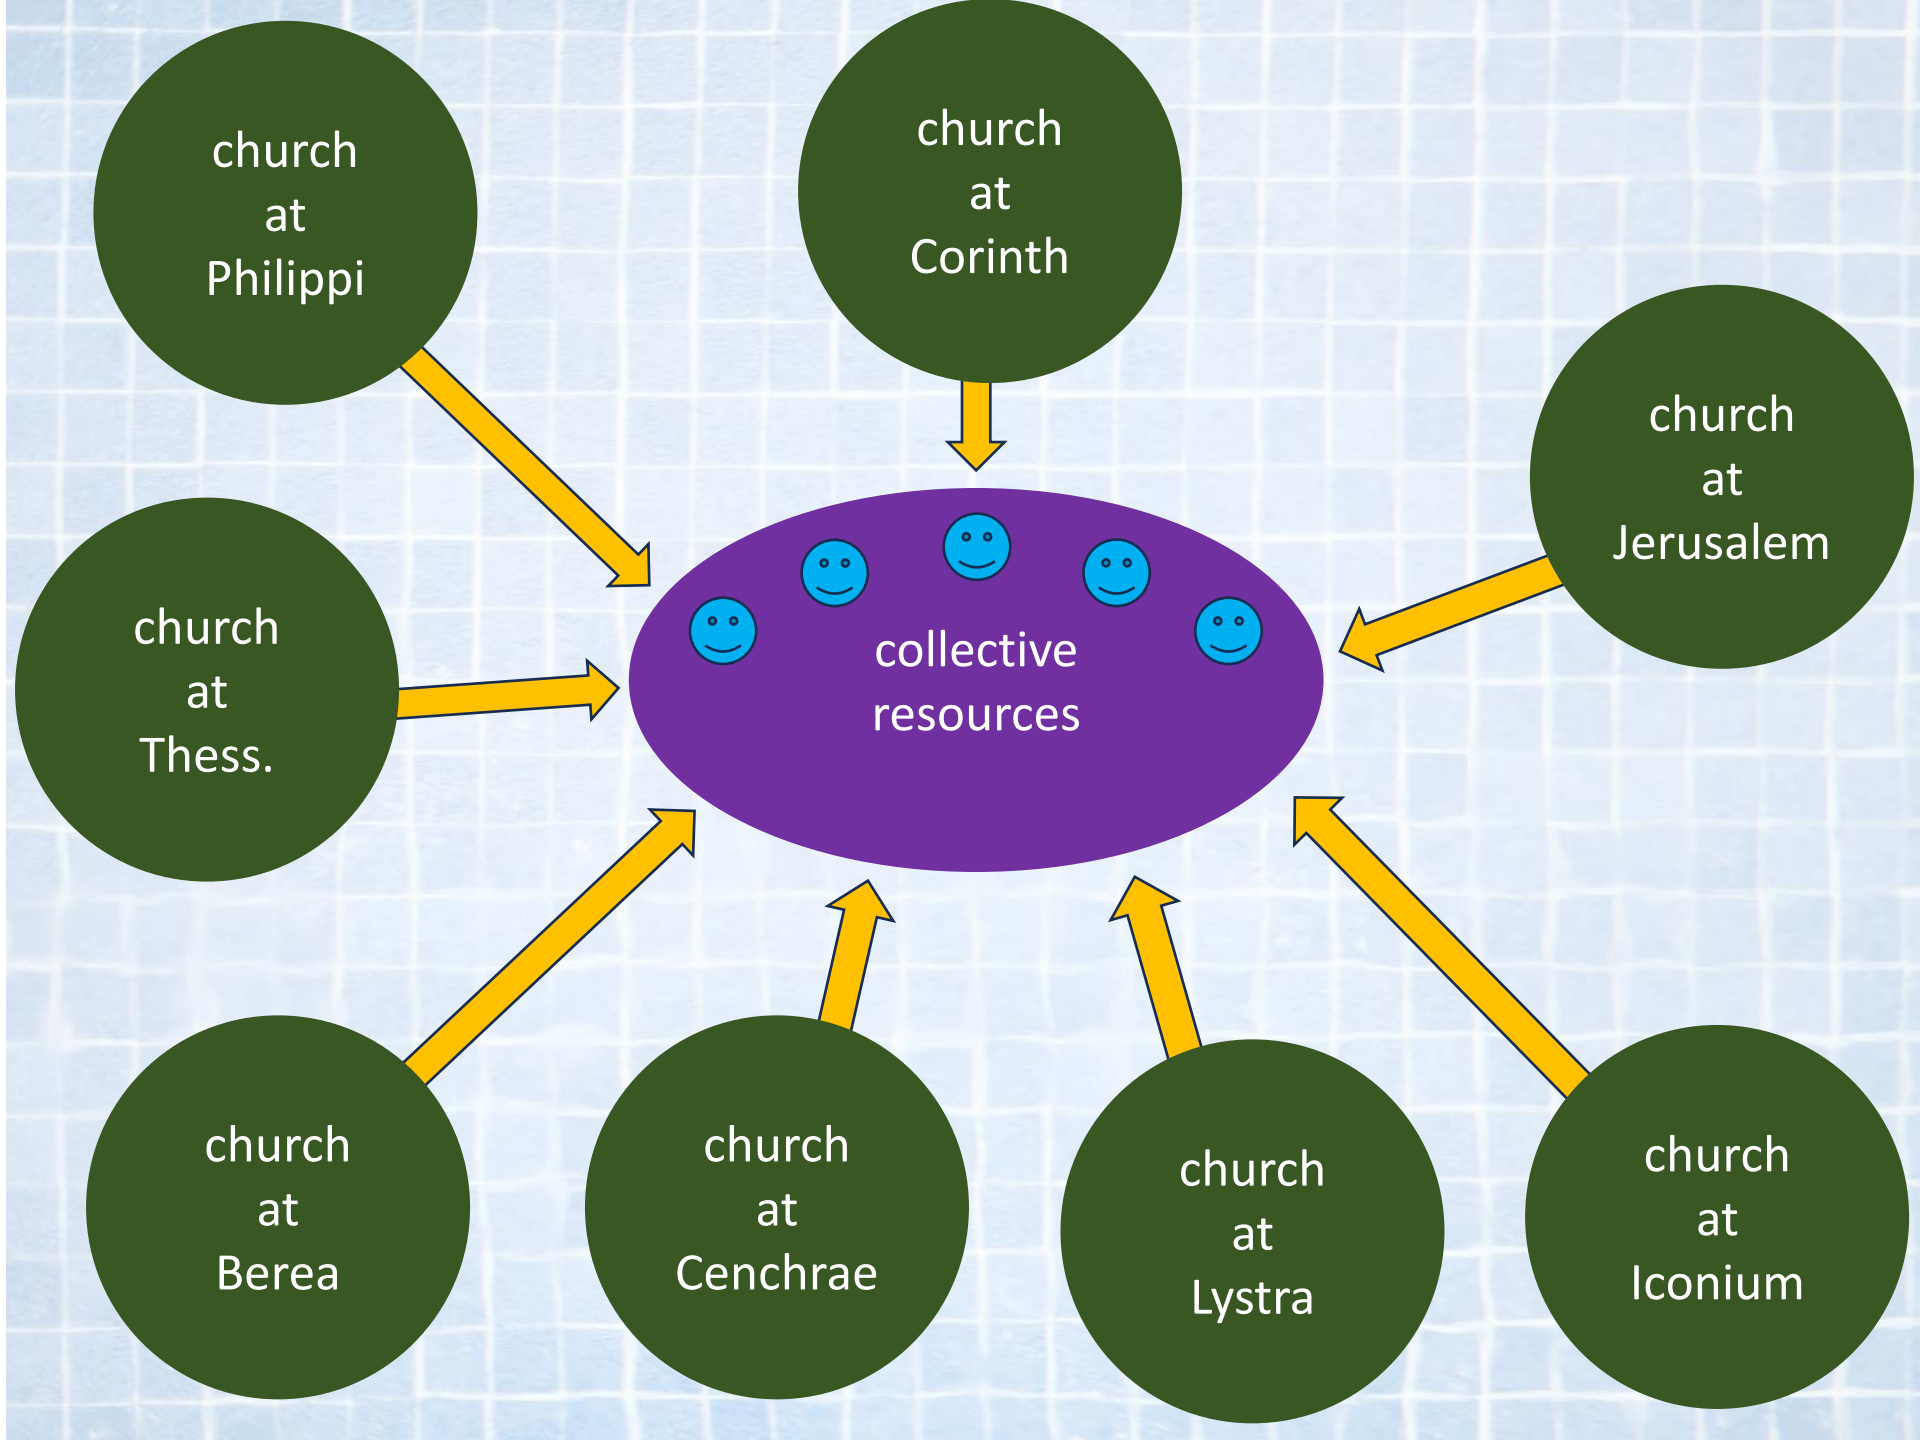 church
at
Philippi
church
at
Corinth
church
at
Jerusalem
church
at
Thess.
collective
resources
church
at
Berea
church
at
Cenchrae
church
at
Lystra
church
at
Iconium